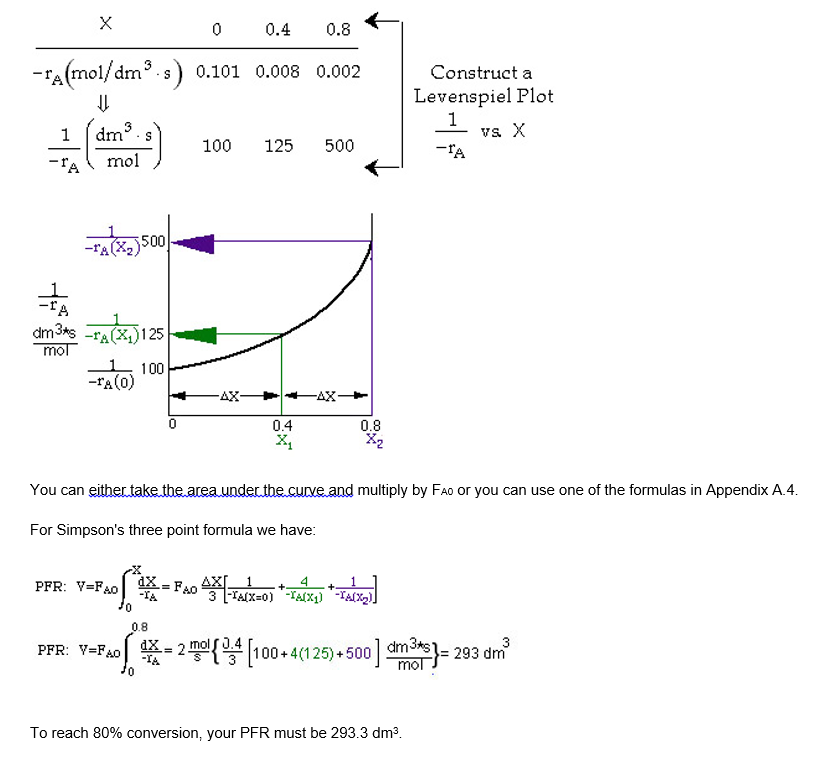 X 0 0.4 0.8
-rA(mol/dm³·s) 0.101 0.008 0.002
⇓
1/-rA (dm³·s/mol) 100 125 500
Construct a
Levenspiel Plot
1/-rA vs. X
1/-rA(X₂) 500
1/-rA
dm³*s/mol
1/-rA(X₁) 125
1/-rA(0) 100
ΔX ΔX
0 0.4 0.8
X₁ X₂
You can either take the area under the curve and multiply by FA0 or you can use one of the formulas in Appendix A.4.
For Simpson's three point formula we have:
PFR: V=FA0 ∫₀ˣ dX/-rA = FA0 ΔX/3 [1/-rA(X=0) + 4/-rA(X₁) + 1/-rA(X₂)]
PFR: V=FA0 ∫₀^0.8 dX/-rA = 2 mol/s {0.4/3 [100+4(125)+500] dm³*s/mol} = 293 dm³
To reach 80% conversion, your PFR must be 293.3 dm³.